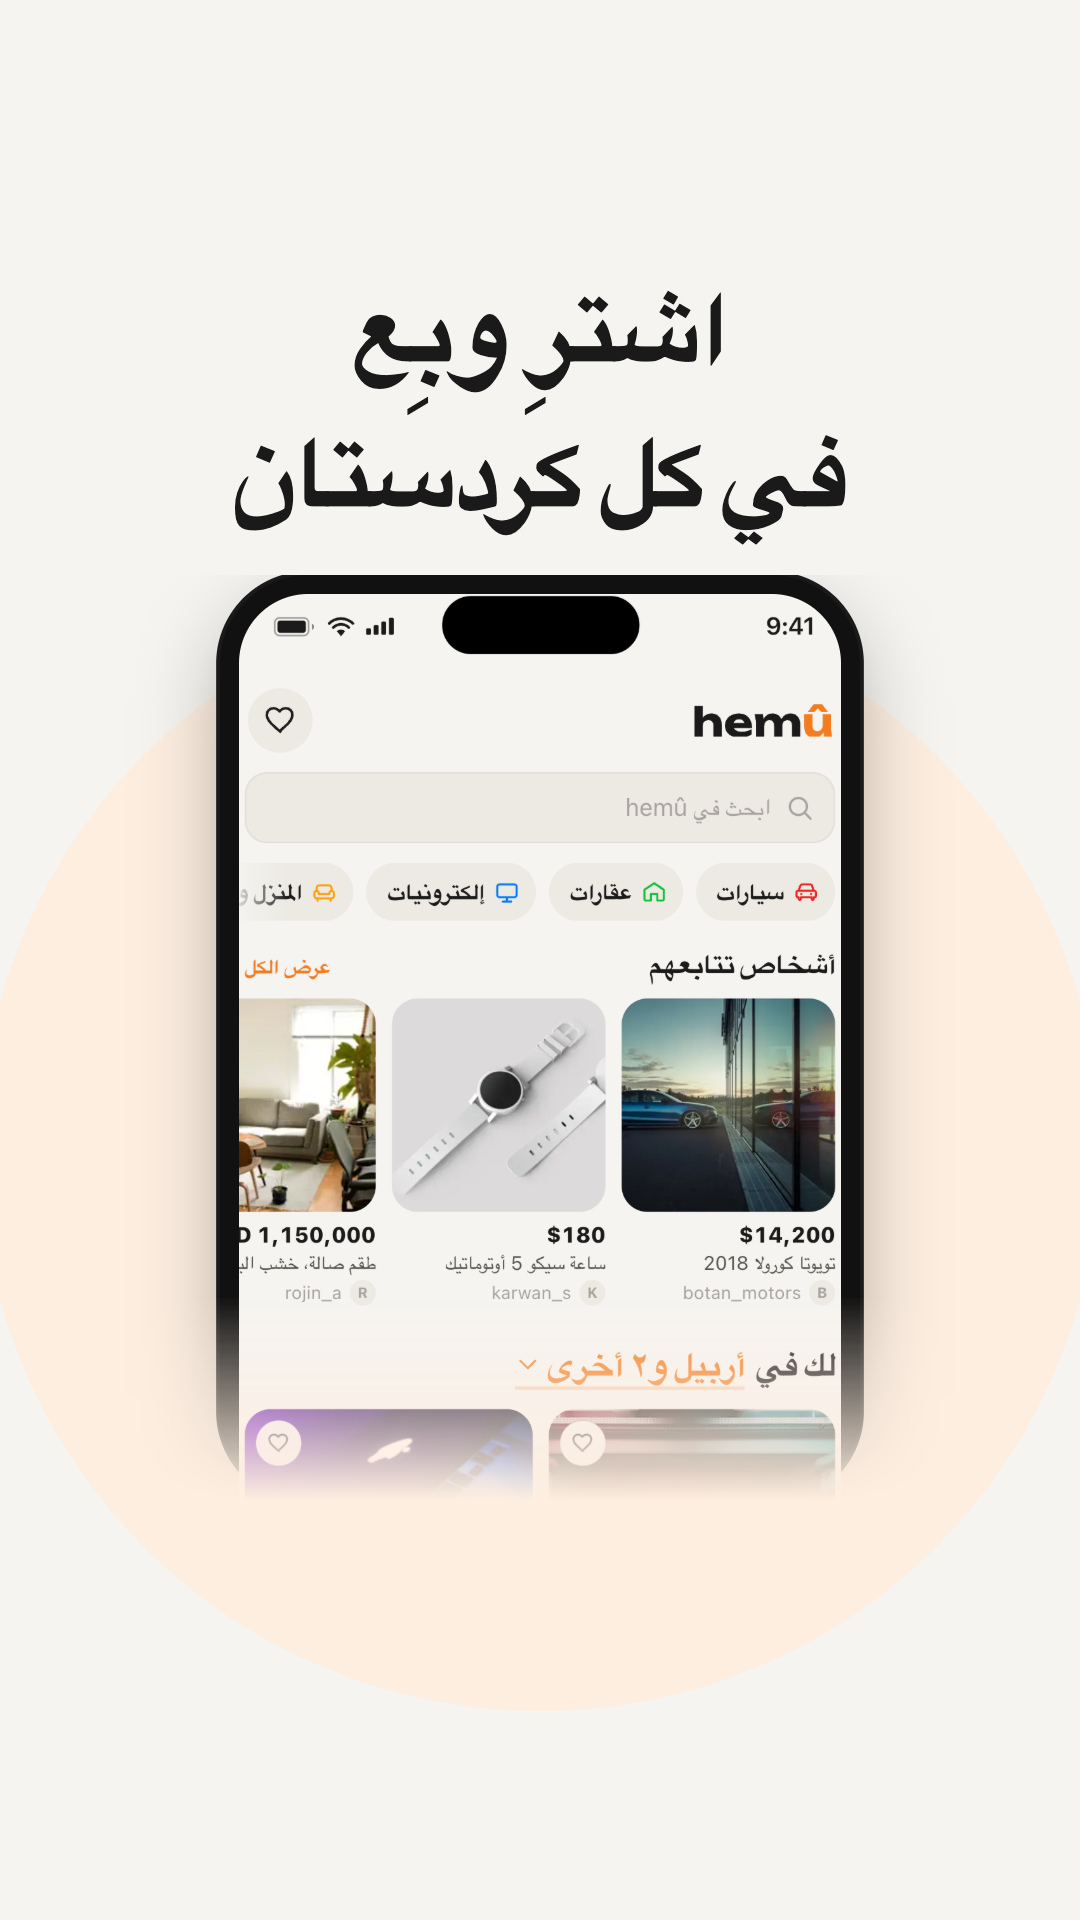 اشترِ وبِع
في كل كردستان
9:41
hemû
ابحث في hemû
سيارات
عقارات
إلكترونيات
المنزل و
أشخاص تتابعهم
عرض الكل
$14,200
تويوتا كورولا 2018
B botan_motors
$180
ساعة سيكو 5 أوتوماتيك
K karwan_s
D 1,150,000
طقم صالة، خشب
R rojin_a
لك في أربيل و٢ أخرى